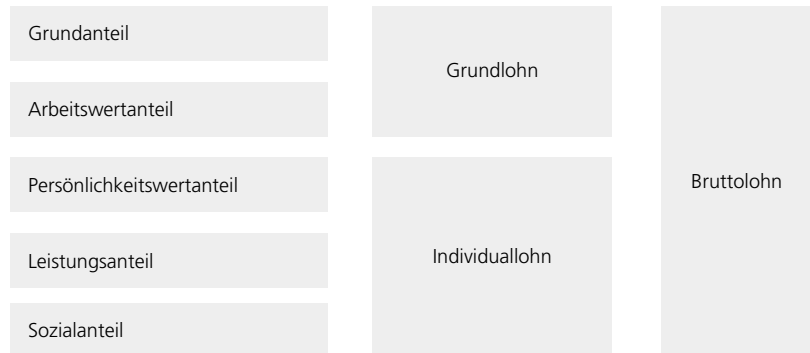 Grundanteil
Arbeitswertanteil
Persönlichkeitswertanteil
Leistungsanteil
Sozialanteil
Grundlohn
Individuallohn
Bruttolohn